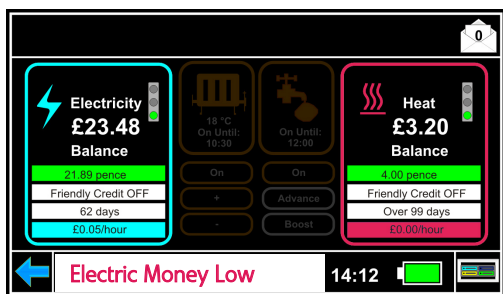 0
Electricity
£23.48
Balance
21.89 pence
Friendly Credit OFF
62 days
£0.05/hour
18 °C
On Until:
10:30
On
+
-
On Until:
12:00
On
Advance
Boost
Heat
£3.20
Balance
4.00 pence
Friendly Credit OFF
Over 99 days
£0.00/hour
Electric Money Low
14:12